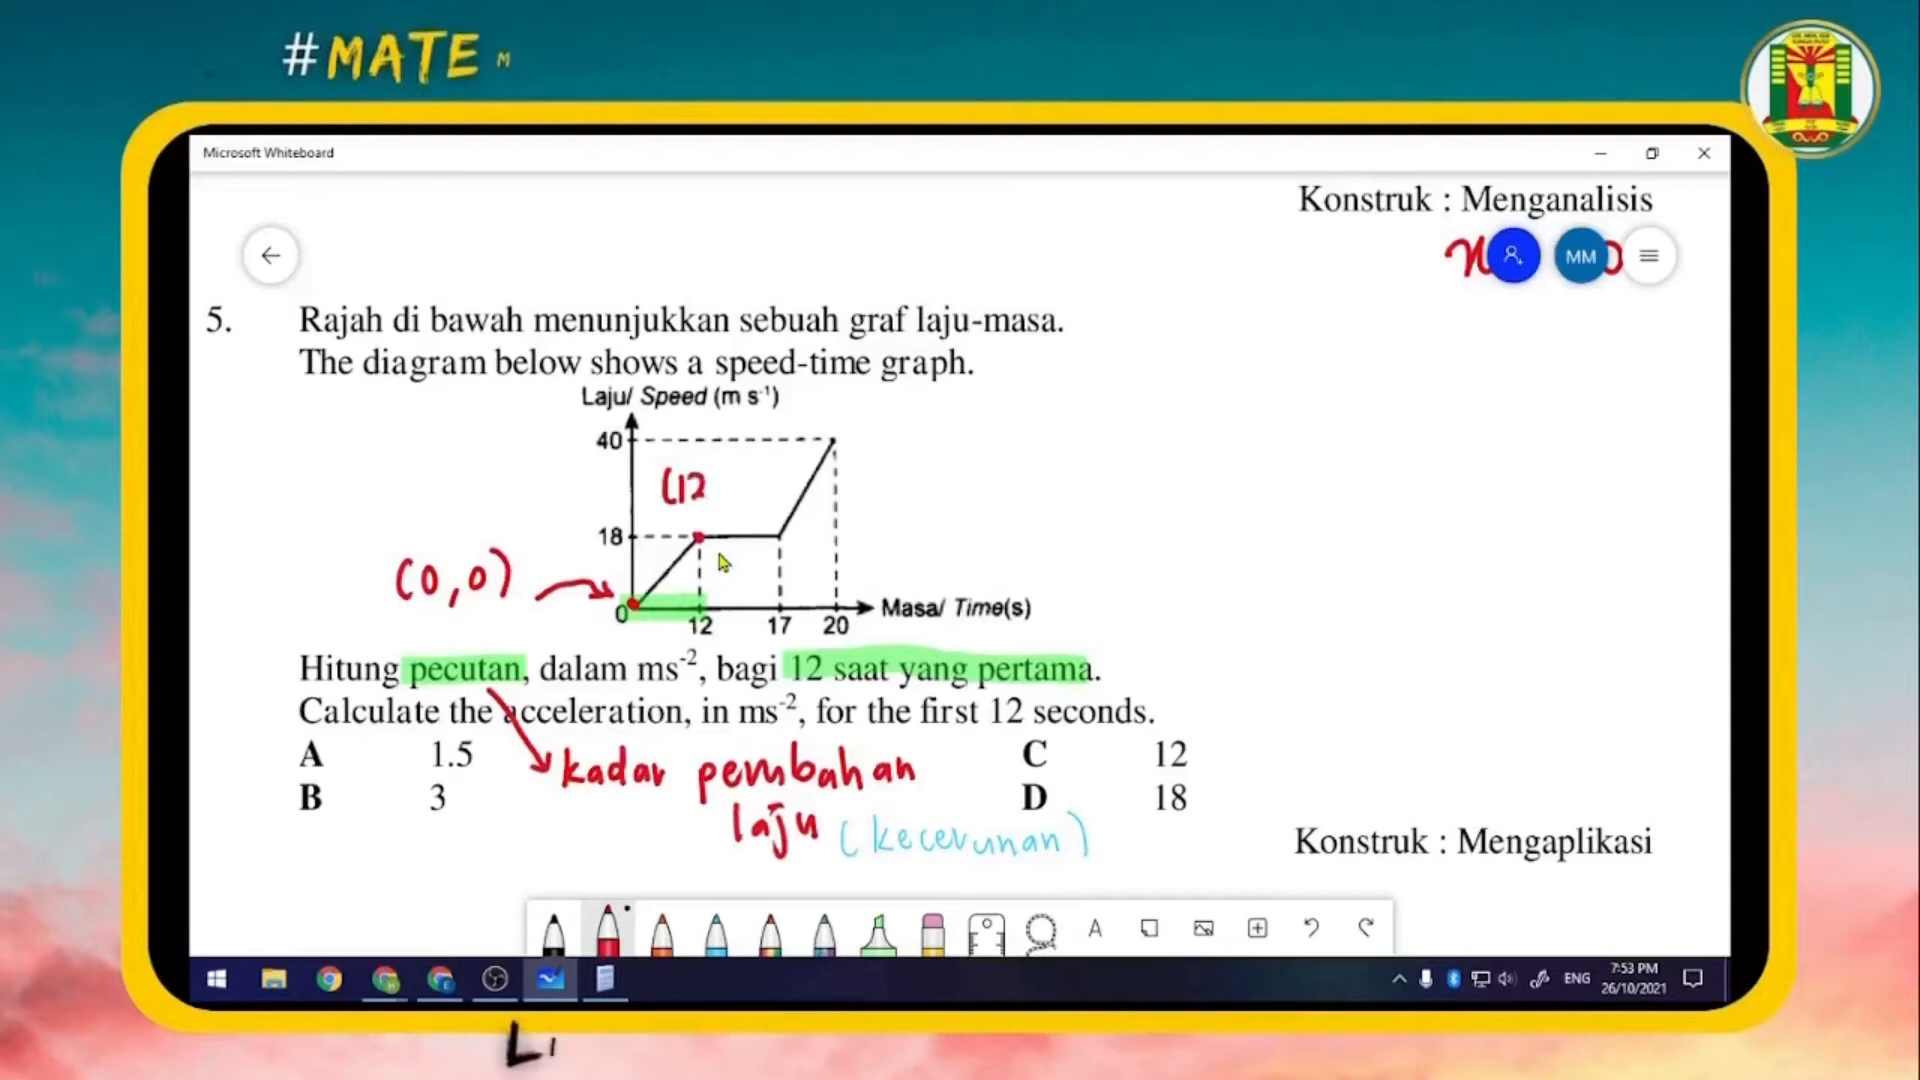 #MATE M
Microsoft Whiteboard
Konstruk : Menganalisis
MM
5. Rajah di bawah menunjukkan sebuah graf laju-masa.
The diagram below shows a speed-time graph.
Laju/ Speed (m s⁻¹)
40
(12
18
(0,0)
0 12 17 20
Masa/ Time(s)
Hitung pecutan, dalam ms⁻², bagi 12 saat yang pertama.
Calculate the acceleration, in ms⁻², for the first 12 seconds.
A 1.5 C 12
B 3 D 18
kadar perubahan
laju (kecerunan)
Konstruk : Mengaplikasi
A
ENG
7:53 PM
26/10/2021